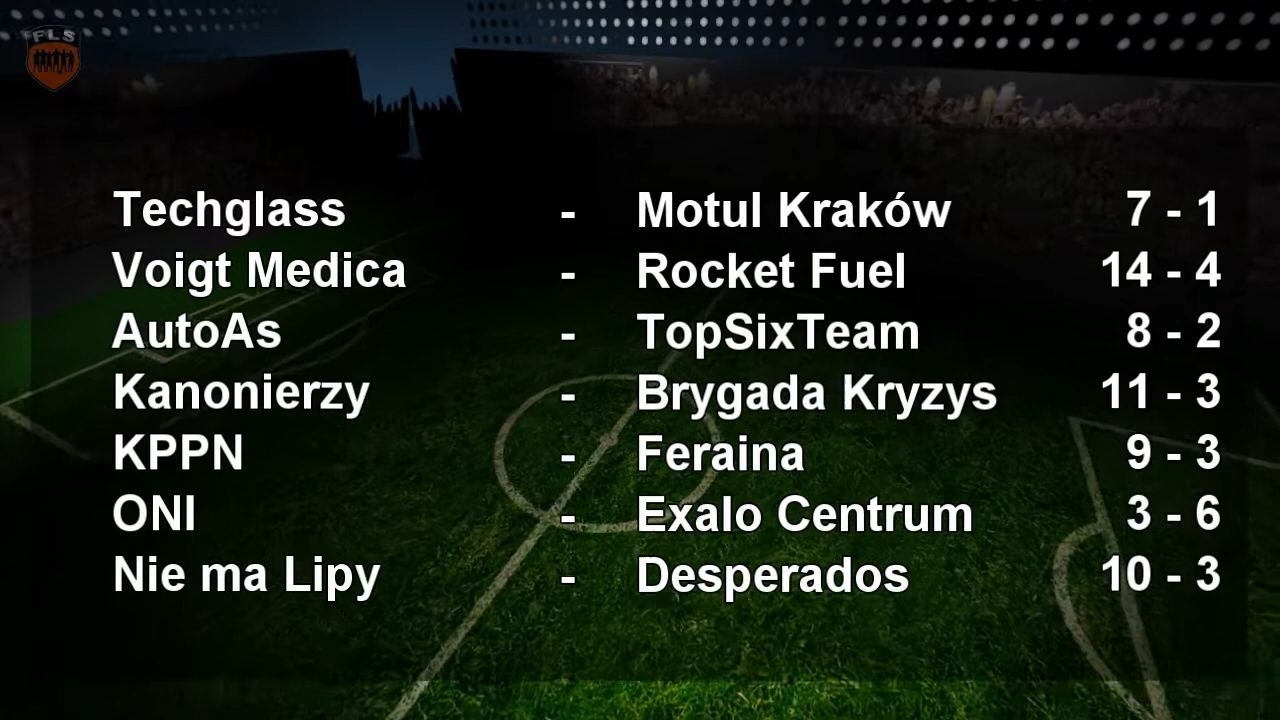 PLS
Techglass - Motul Kraków 7 - 1
Voigt Medica - Rocket Fuel 14 - 4
AutoAs - TopSixTeam 8 - 2
Kanonierzy - Brygada Kryzys 11 - 3
KPPN - Feraina 9 - 3
ONI - Exalo Centrum 3 - 6
Nie ma Lipy - Desperados 10 - 3